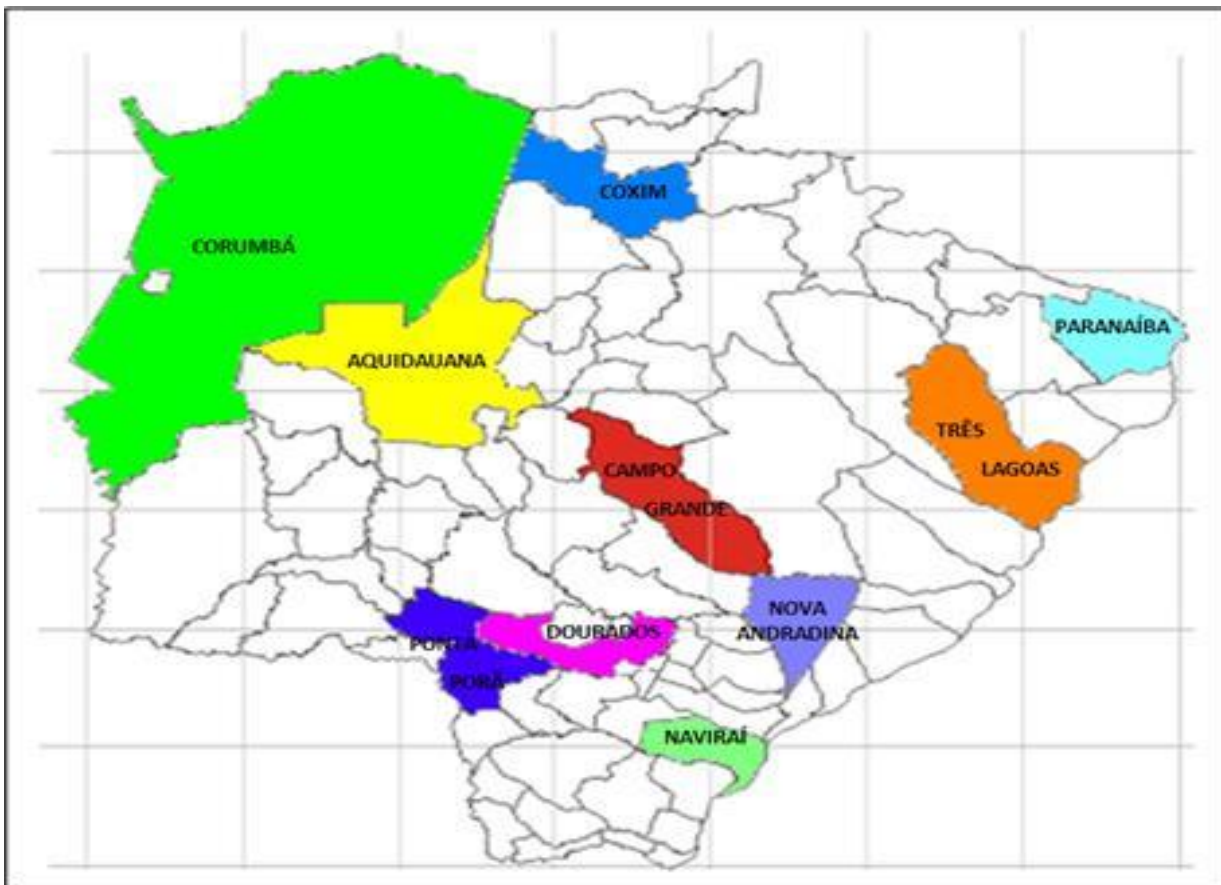 COXIM
CORUMBÁ
PARANAÍBA
AQUIDAUANA
TRÊS
LAGOAS
CAMPO
GRANDE
NOVA
ANDRADINA
DOURADOS
PONTA
PORÃ
NAVIRAÍ